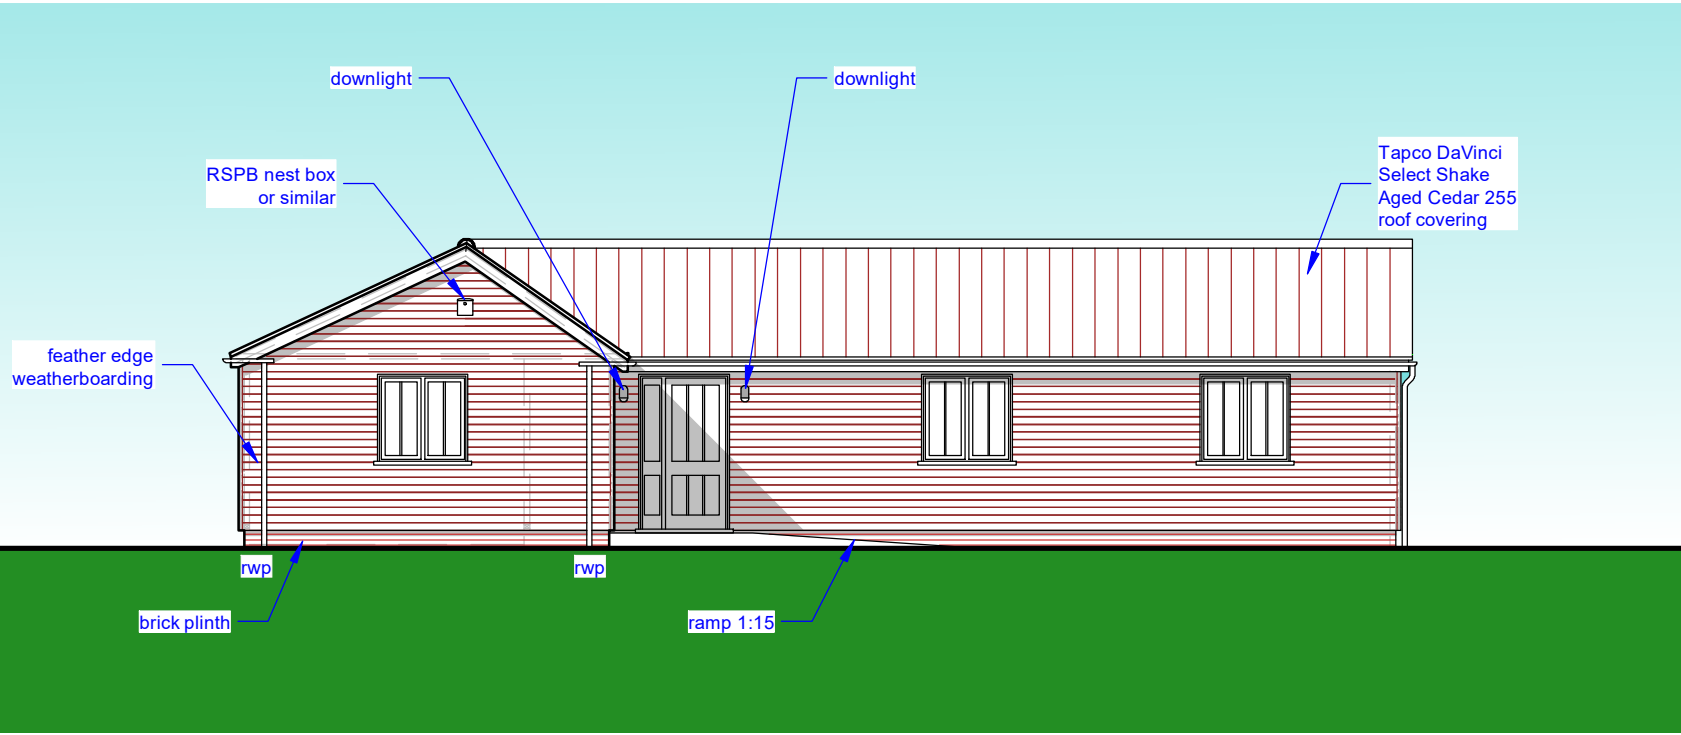 downlight
downlight
Tapco DaVinci
Select Shake
Aged Cedar 255
roof covering
RSPB nest box
or similar
feather edge
weatherboarding
rwp
rwp
brick plinth
ramp 1:15